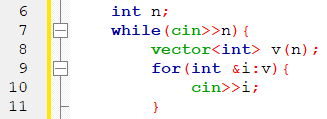 6 int n;
7 while(cin>>n){
8 vector<int> v(n);
9 for(int &i:v){
10 cin>>i;
11 }